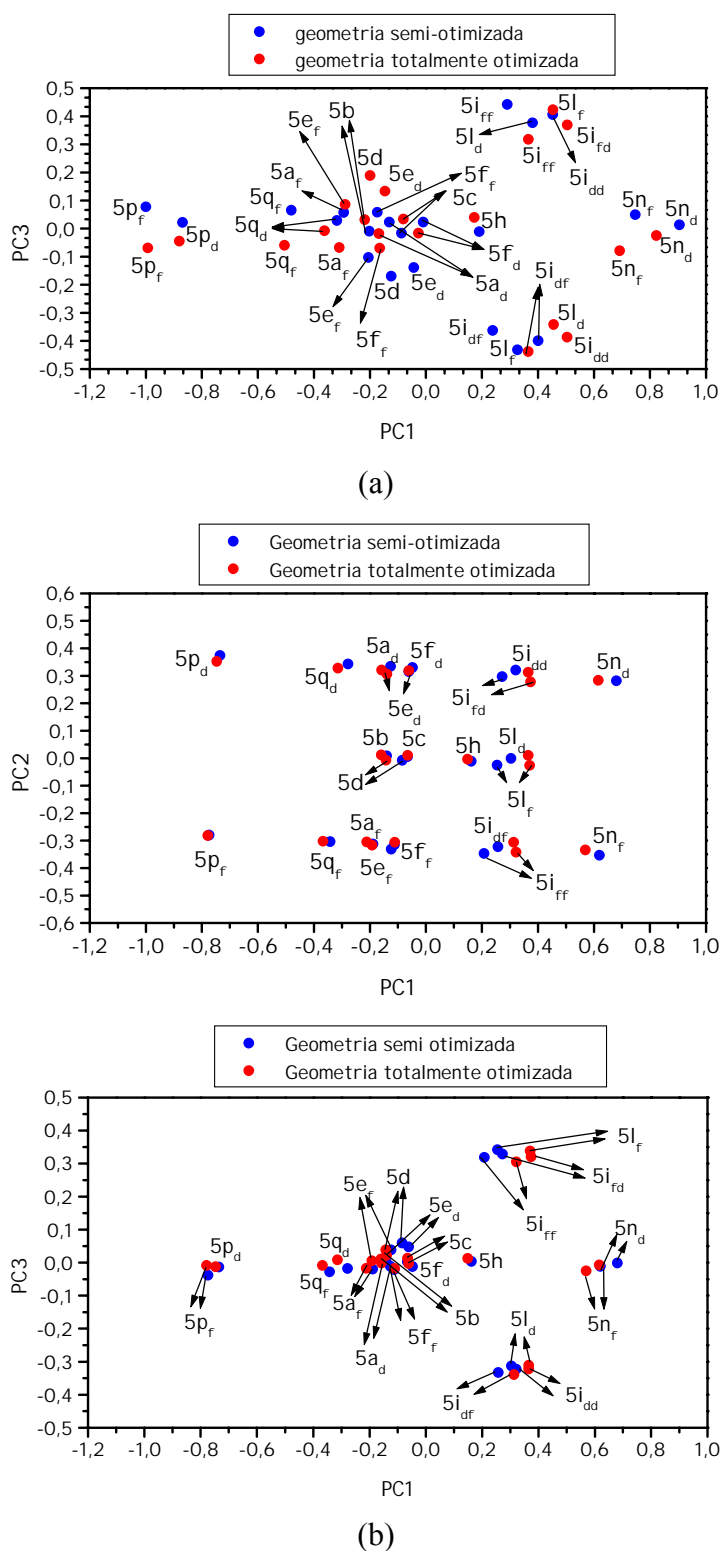 geometria semi-otimizada
geometria totalmente otimizada
0,5
0,4
0,3
0,2
0,1
0,0
-0,1
-0,2
-0,3
-0,4
-0,5
PC3
5p_f
5p_d
5p_f
5q_f
5q_d
5q_f
5a_f
5e_f
5b
5d
5e_d
5f_f
5c
5h
5f_d
5a_d
5a_f
5e_f
5f_f
5d
5e_d
5i_ff
5l_d
5i_ff
5l_f
5i_fd
5i_dd
5n_f
5n_d
5n_f
5n_d
5i_df
5i_df
5l_f
5l_d
5i_dd
-1,2 -1,0 -0,8 -0,6 -0,4 -0,2 0,0 0,2 0,4 0,6 0,8 1,0
PC1
(a)
Geometria semi-otimizada
Geometria totalmente otimizada
0,6
0,5
0,4
0,3
0,2
0,1
0,0
-0,1
-0,2
-0,3
-0,4
-0,5
-0,6
PC2
5p_d
5q_d
5a_d
5f_d
5e_d
5i_dd
5i_fd
5n_d
5b
5c
5d
5h
5l_d
5l_f
5p_f
5q_f
5a_f
5e_f
5f_f
5i_df
5i_ff
5n_f
-1,2 -1,0 -0,8 -0,6 -0,4 -0,2 0,0 0,2 0,4 0,6 0,8 1,0
PC1
Geometria semi otimizada
Geometria totalmente otimizada
0,5
0,4
0,3
0,2
0,1
0,0
-0,1
-0,2
-0,3
-0,4
-0,5
PC3
5p_d
5p_f
5q_d
5q_f
5a_f
5e_f
5d
5e_d
5c
5f_d
5b
5f_f
5a_d
5h
5l_f
5i_fd
5i_ff
5n_d
5n_f
5l_d
5i_df
5i_dd
-1,2 -1,0 -0,8 -0,6 -0,4 -0,2 0,0 0,2 0,4 0,6 0,8 1,0
PC1
(b)